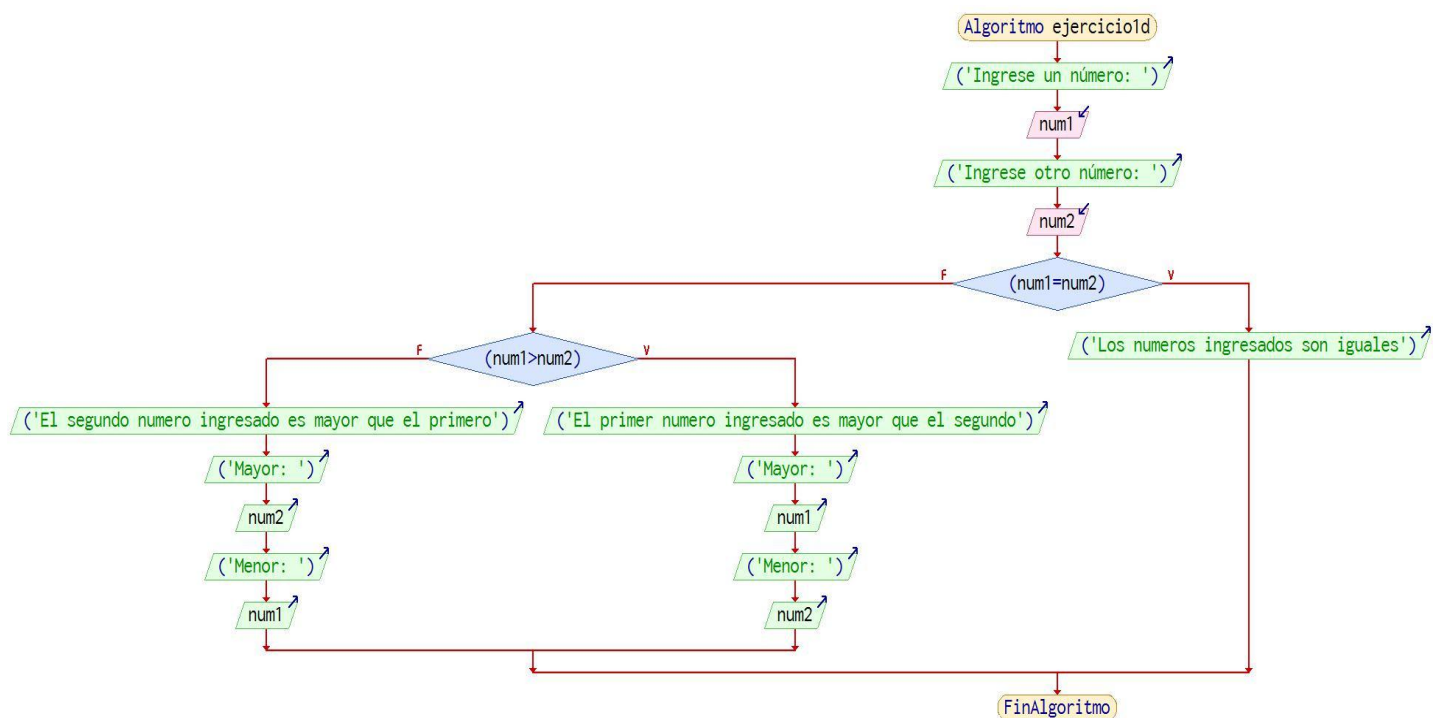 Algoritmo ejercicio1d
('Ingrese un número: ')
num1
('Ingrese otro número: ')
num2
(num1=num2)
F
V
('Los numeros ingresados son iguales')
(num1>num2)
F
V
('El segundo numero ingresado es mayor que el primero')
('Mayor: ')
num2
('Menor: ')
num1
('El primer numero ingresado es mayor que el segundo')
('Mayor: ')
num1
('Menor: ')
num2
FinAlgoritmo